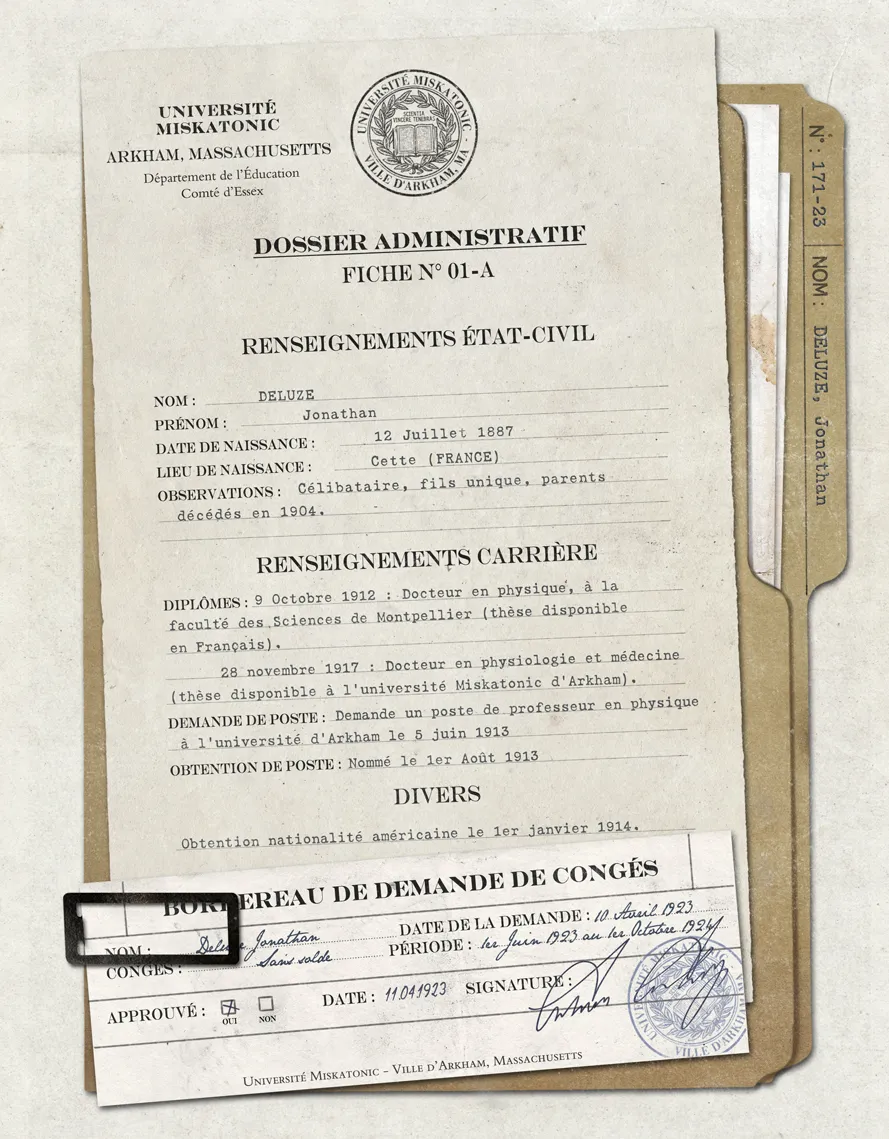 UNIVERSITÉ
MISKATONIC
ARKHAM, MASSACHUSETTS
Département de l'Éducation
Comté d'Essex
UNIVERSITÉ MISKATONIC
SCIENTIA
VINCERE TENEBRAS
VILLE D'ARKHAM, MA
DOSSIER ADMINISTRATIF
FICHE N° 01-A
RENSEIGNEMENTS ÉTAT-CIVIL
NOM : DELUZE
PRÉNOM : Jonathan
DATE DE NAISSANCE : 12 Juillet 1887
LIEU DE NAISSANCE : Cette (FRANCE)
OBSERVATIONS : Célibataire, fils unique, parents
décédés en 1904.
RENSEIGNEMENTS CARRIÈRE
DIPLÔMES : 9 Octobre 1912 : Docteur en physique, à la
faculté des Sciences de Montpellier (thèse disponible
en Français).
28 novembre 1917 : Docteur en physiologie et médecine
(thèse disponible à l'université Miskatonic d'Arkham).
DEMANDE DE POSTE : Demande un poste de professeur en physique
à l'université d'Arkham le 5 juin 1913
OBTENTION DE POSTE : Nommé le 1er Août 1913
DIVERS
Obtention nationalité américaine le 1er janvier 1914.
BORDEREAU DE DEMANDE DE CONGÉS
NOM : Deluze Jonathan
DATE DE LA DEMANDE : 10 Avril 1923
CONGÉS : Sans solde
PÉRIODE : 1er Juin 1923 au 1er Octobre 1924
APPROUVÉ : OUI NON
DATE : 11.04.1923
SIGNATURE :
UNIVERSITÉ MISKATONIC
VILLE D'ARKHAM
UNIVERSITÉ MISKATONIC – VILLE D'ARKHAM, MASSACHUSETTS
N° : 171-23
NOM : DELUZE, Jonathan